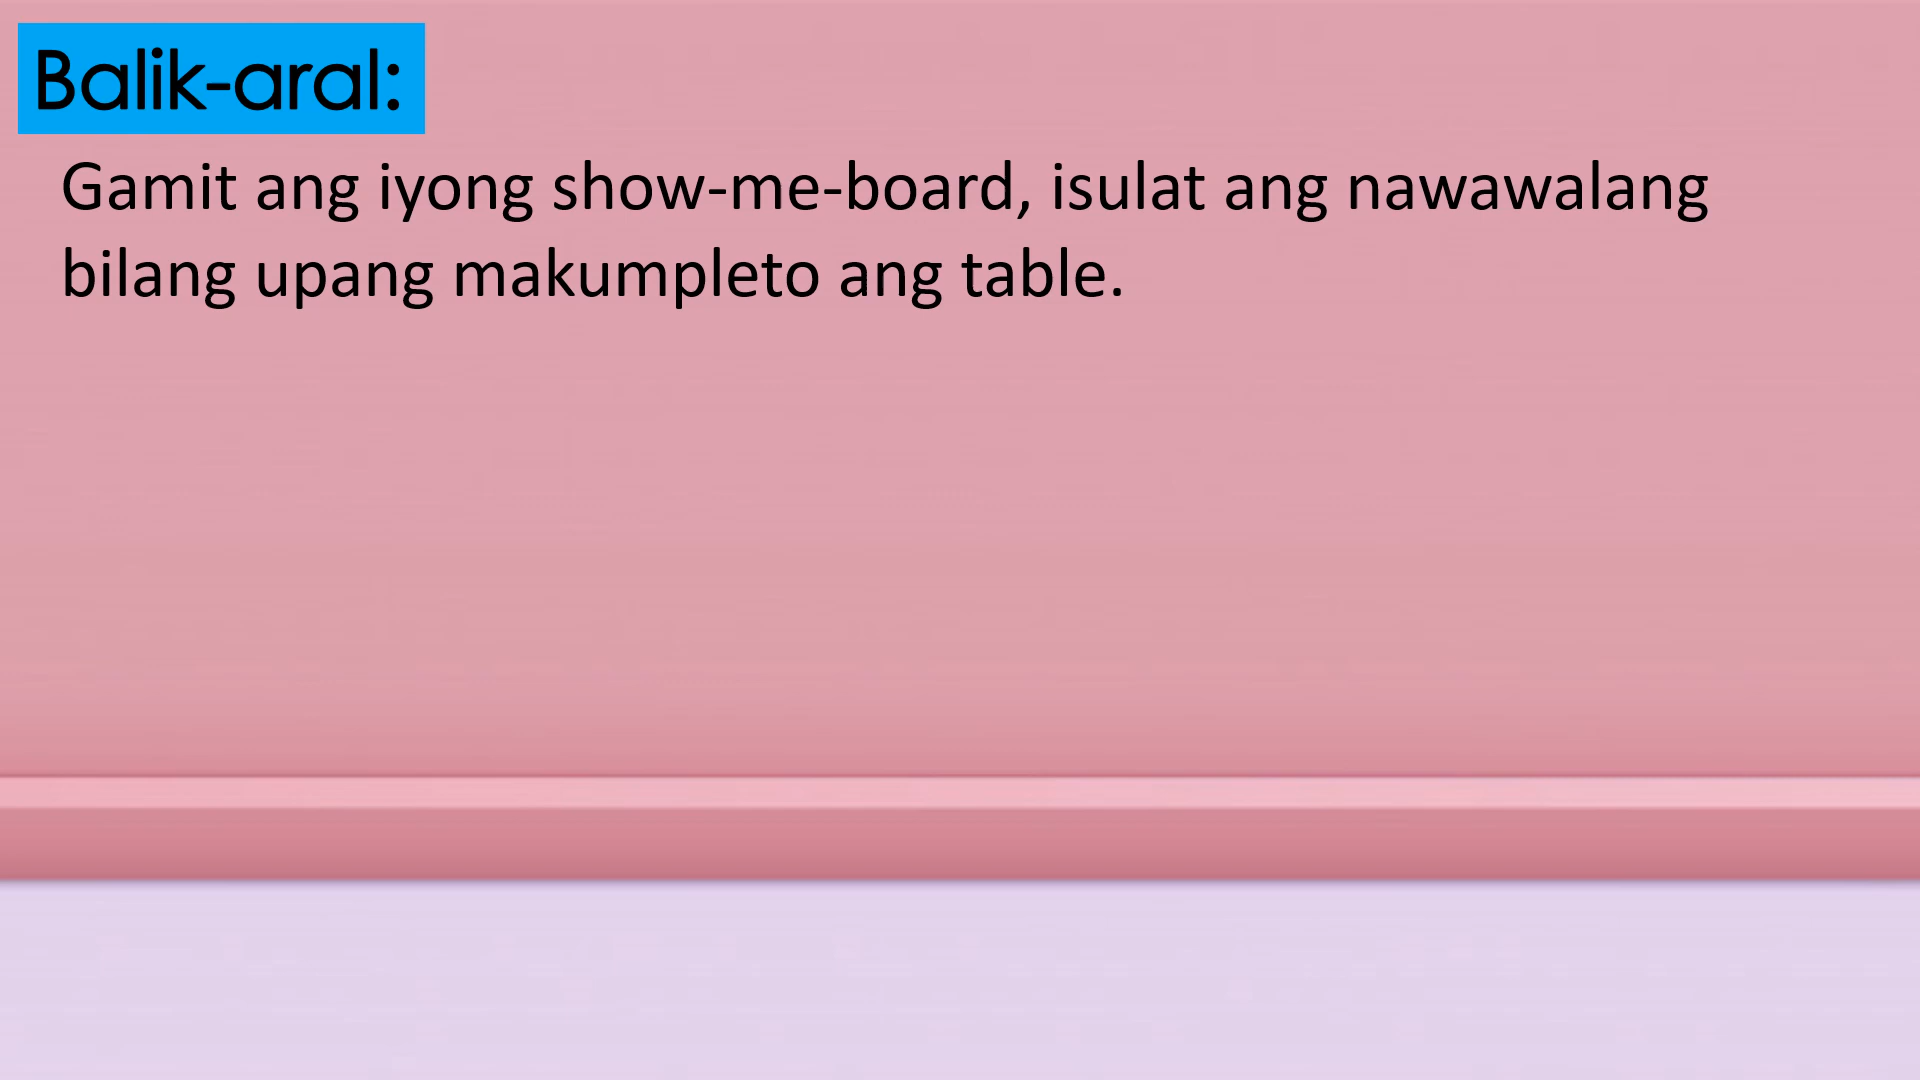 Balik-aral:
Gamit ang iyong show-me-board, isulat ang nawawalang
bilang upang makumpleto ang table.